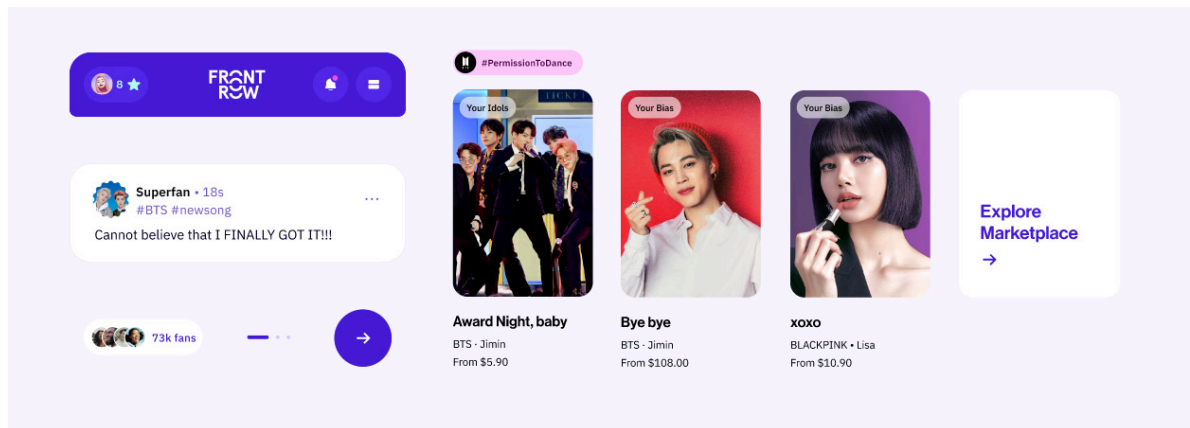 8
FRONT
ROW
Superfan • 18s
#BTS #newsong
Cannot believe that I FINALLY GOT IT!!!
73k fans
#PermissionToDance
Your Idols
TICKET
Award Night, baby
BTS · Jimin
From $5.90
Your Bias
Bye bye
BTS · Jimin
From $108.00
Your Bias
xoxo
BLACKPINK • Lisa
From $10.90
Explore
Marketplace